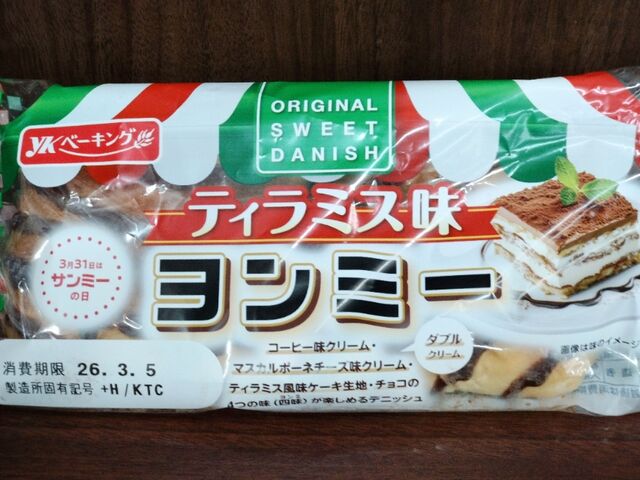 YKベーキング
ORIGINAL
SWEET
DANISH
ティラミス味
ヨンミー
3月31日は
サンミー
の日
ダブル
クリーム
コーヒー味クリーム・
マスカルポーネチーズ味クリーム・
ティラミス風味ケーキ生地・チョコの
4つの味(四味)が楽しめるデニッシュ
ヨンミ
画像は味のイメージ
消費期限 26.3.5
製造所固有記号 +H/KTC